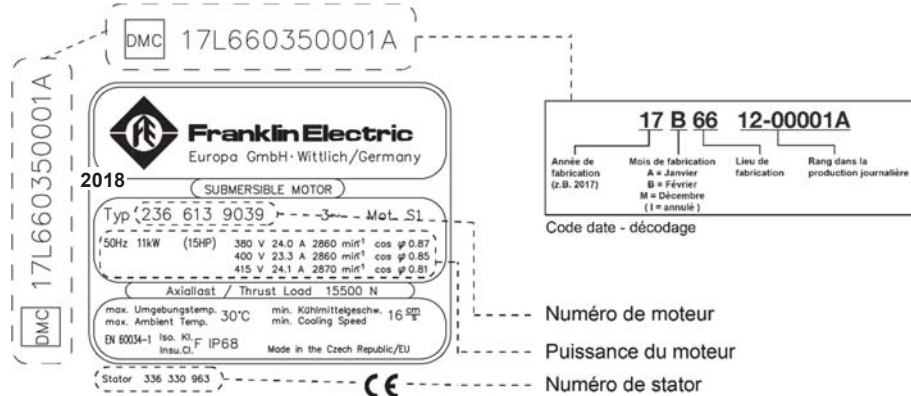 DMC 17L660350001A
DMC 17L660350001A
FE
Franklin Electric
Europa GmbH·Wittlich/Germany
2018
SUBMERSIBLE MOTOR
Typ 236 613 9039 3~ Mot. S1
50Hz 11kW (15HP) 380 V 24.0 A 2860 min⁻¹ cos φ 0.87
400 V 23.3 A 2860 min⁻¹ cos φ 0.85
415 V 24.1 A 2870 min⁻¹ cos φ 0.81
Axiallast / Thrust Load 15500 N
max. Umgebungstemp. 30°C min. Kühlmittelgeschw. 16 cm/s
max. Ambient Temp. min. Cooling Speed
EN 60034-1 Iso. Kl. F IP68 Made in the Czech Republic/EU
Insu.Cl.
Stator 336 330 963 CE
17 B 66 12-00001A
Année de fabrication (z.B. 2017)
Mois de fabrication
A = Janvier
B = Février
M = Décembre
( I = annulé )
Lieu de fabrication
Rang dans la production journalière
Code date - décodage
Numéro de moteur
Puissance du moteur
Numéro de stator